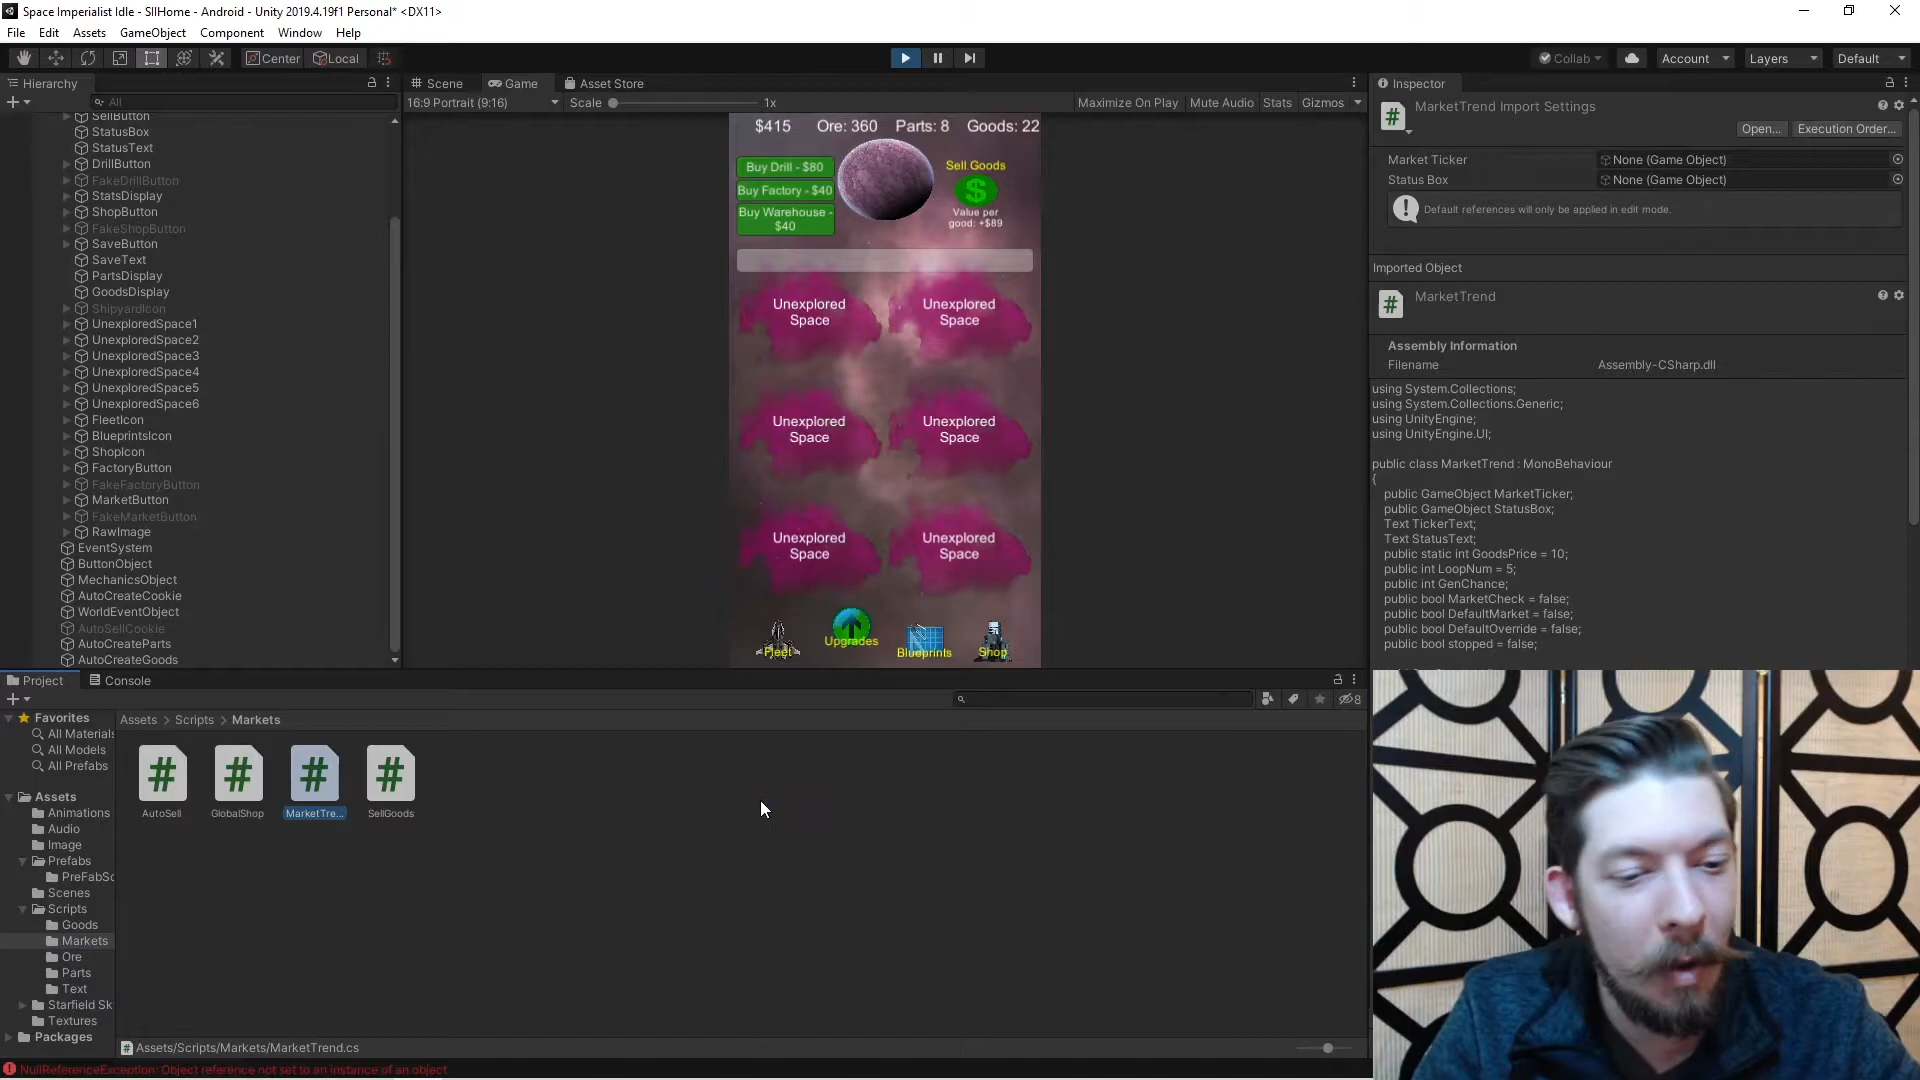 Space Imperialist Idle - SIIHome - Android - Unity 2019.4.19f1 Personal* <DX11>
File Edit Assets GameObject Component Window Help
Center Local Collab Account Layers Default
Hierarchy
All
SellButton
StatusBox
StatusText
DrillButton
FakeDrillButton
StatsDisplay
ShopButton
FakeShopButton
SaveButton
SaveText
PartsDisplay
GoodsDisplay
ShipyardIcon
UnexploredSpace1
UnexploredSpace2
UnexploredSpace3
UnexploredSpace4
UnexploredSpace5
UnexploredSpace6
FleetIcon
BlueprintsIcon
ShopIcon
FactoryButton
FakeFactoryButton
MarketButton
FakeMarketButton
RawImage
EventSystem
ButtonObject
MechanicsObject
AutoCreateCookie
WorldEventObject
AutoSellCookie
AutoCreateParts
AutoCreateGoods
Scene Game Asset Store
16:9 Portrait (9:16) Scale 1x Maximize On Play Mute Audio Stats Gizmos
$415 Ore: 360 Parts: 8 Goods: 22
Buy Drill - $80
Buy Factory - $40
Buy Warehouse -
$40
Sell Goods
$
Value per
good: +$89
Unexplored
Space
Unexplored
Space
Unexplored
Space
Unexplored
Space
Unexplored
Space
Unexplored
Space
Fleet
Upgrades
Blueprints
Shop
Inspector
MarketTrend Import Settings
Open... Execution Order...
Market Ticker None (Game Object)
Status Box None (Game Object)
Default references will only be applied in edit mode.
Imported Object
MarketTrend
Assembly Information
Filename Assembly-CSharp.dll
using System.Collections;
using System.Collections.Generic;
using UnityEngine;
using UnityEngine.UI;
public class MarketTrend : MonoBehaviour
{
public GameObject MarketTicker;
public GameObject StatusBox;
Text TickerText;
Text StatusText;
public static int GoodsPrice = 10;
public int LoopNum = 5;
public int GenChance;
public bool MarketCheck = false;
public bool DefaultMarket = false;
public bool DefaultOverride = false;
public bool stopped = false;
Project Console
8
Favorites
All Materials
All Models
All Prefabs
Assets
Animations
Audio
Image
Prefabs
PreFabSc
Scenes
Scripts
Goods
Markets
Ore
Parts
Text
Starfield Sk
Textures
Packages
Assets > Scripts > Markets
AutoSell
GlobalShop
MarketTre...
SellGoods
Assets/Scripts/Markets/MarketTrend.cs
NullReferenceException: Object reference not set to an instance of an object